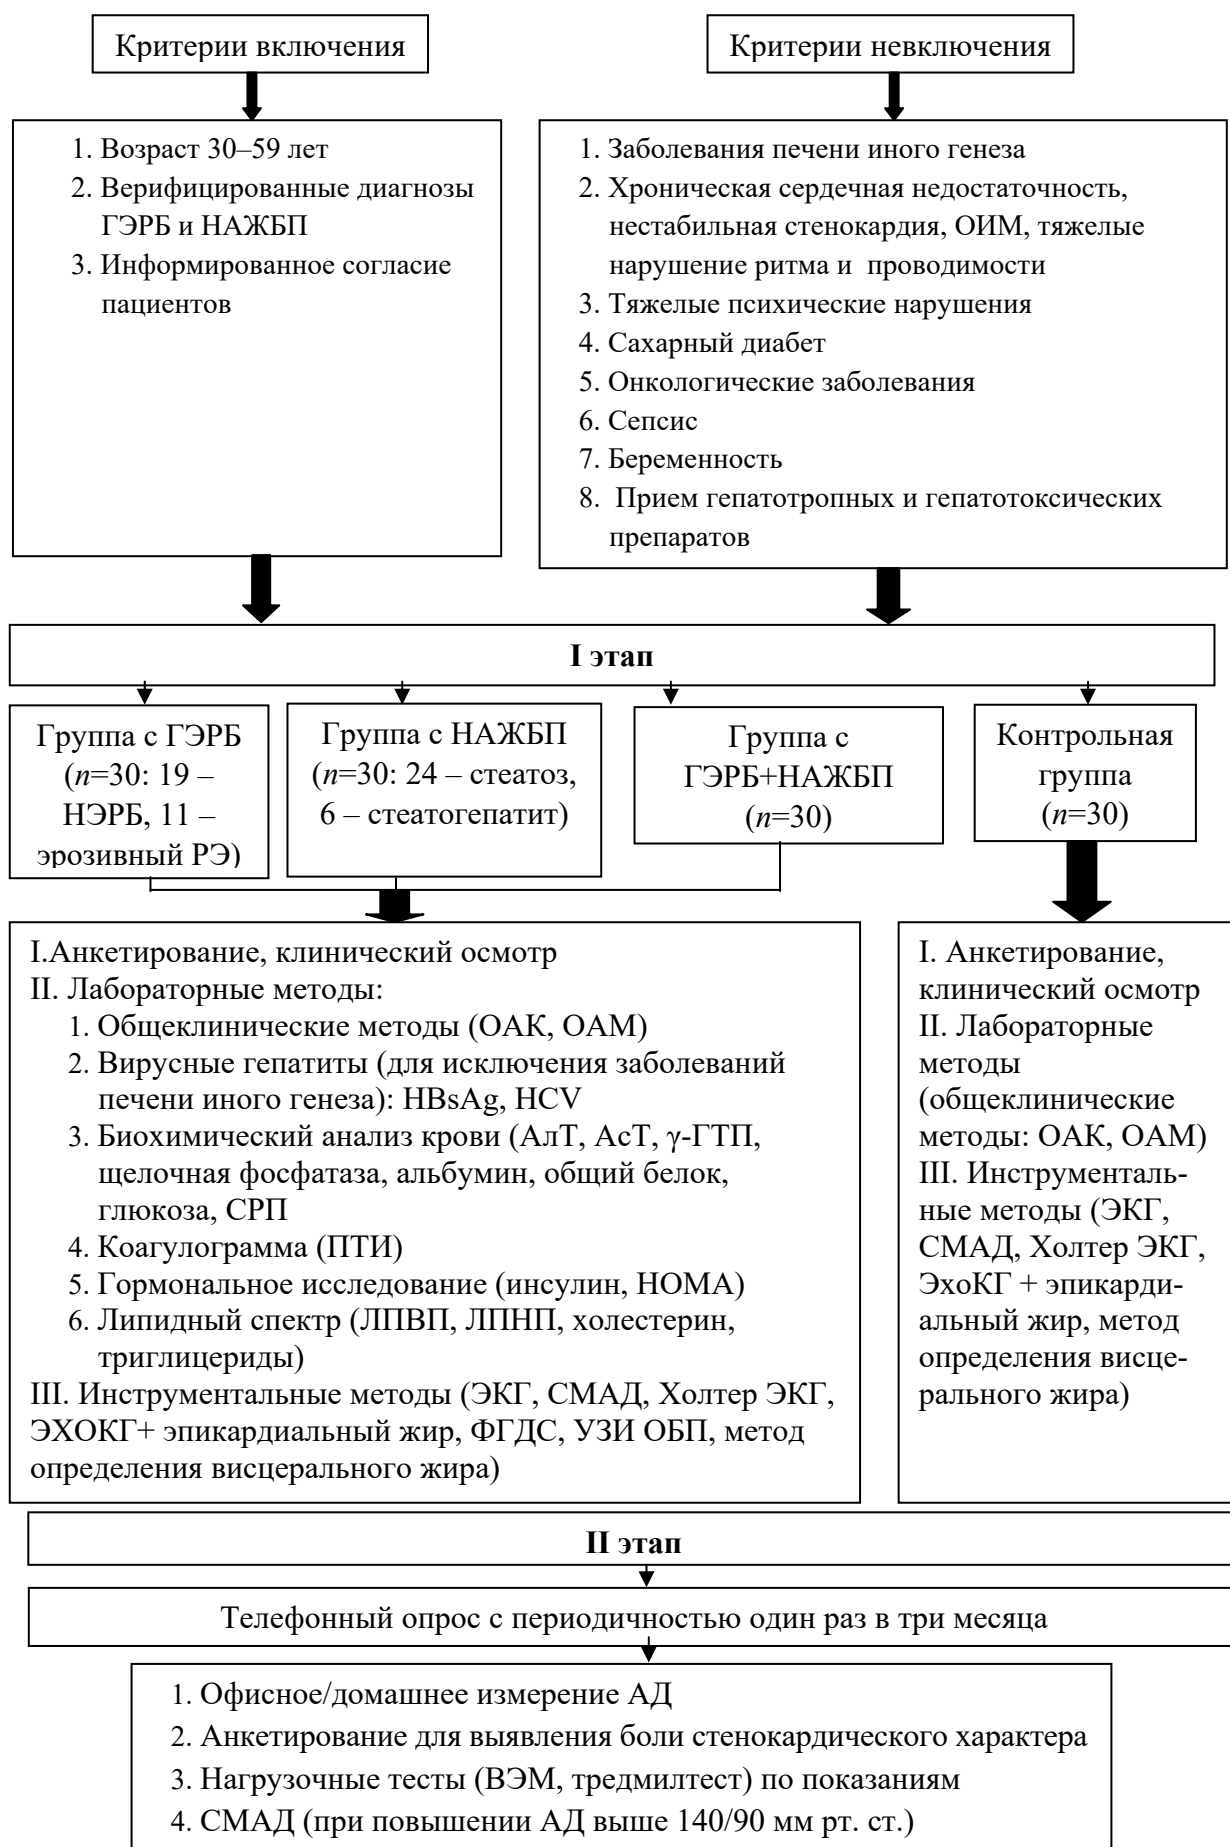 Критерии включения
Критерии невключения
1. Возраст 30–59 лет
2. Верифицированные диагнозы
ГЭРБ и НАЖБП
3. Информированное согласие
пациентов
1. Заболевания печени иного генеза
2. Хроническая сердечная недостаточность,
нестабильная стенокардия, ОИМ, тяжелые
нарушение ритма и проводимости
3. Тяжелые психические нарушения
4. Сахарный диабет
5. Онкологические заболевания
6. Сепсис
7. Беременность
8. Прием гепатотропных и гепатотоксических
препаратов
I этап
Группа с ГЭРБ
(n=30: 19 –
НЭРБ, 11 –
эрозивный РЭ)
Группа с НАЖБП
(n=30: 24 – стеатоз,
6 – стеатогепатит)
Группа с
ГЭРБ+НАЖБП
(n=30)
Контрольная
группа
(n=30)
I.Анкетирование, клинический осмотр
II. Лабораторные методы:
1. Общеклинические методы (ОАК, ОАМ)
2. Вирусные гепатиты (для исключения заболеваний
печени иного генеза): HBsAg, HCV
3. Биохимический анализ крови (АлТ, АсТ, γ-ГТП,
щелочная фосфатаза, альбумин, общий белок,
глюкоза, СРП
4. Коагулограмма (ПТИ)
5. Гормональное исследование (инсулин, НОМА)
6. Липидный спектр (ЛПВП, ЛПНП, холестерин,
триглицериды)
III. Инструментальные методы (ЭКГ, СМАД, Холтер ЭКГ,
ЭХОКГ+ эпикардиальный жир, ФГДС, УЗИ ОБП, метод
определения висцерального жира)
I. Анкетирование,
клинический осмотр
II. Лабораторные
методы
(общеклинические
методы: ОАК, ОАМ)
III. Инструменталь-
ные методы (ЭКГ,
СМАД, Холтер ЭКГ,
ЭхоКГ + эпикарди-
альный жир, метод
определения висце-
рального жира)
II этап
Телефонный опрос с периодичностью один раз в три месяца
1. Офисное/домашнее измерение АД
2. Анкетирование для выявления боли стенокардического характера
3. Нагрузочные тесты (ВЭМ, тредмилтест) по показаниям
4. СМАД (при повышении АД выше 140/90 мм рт. ст.)